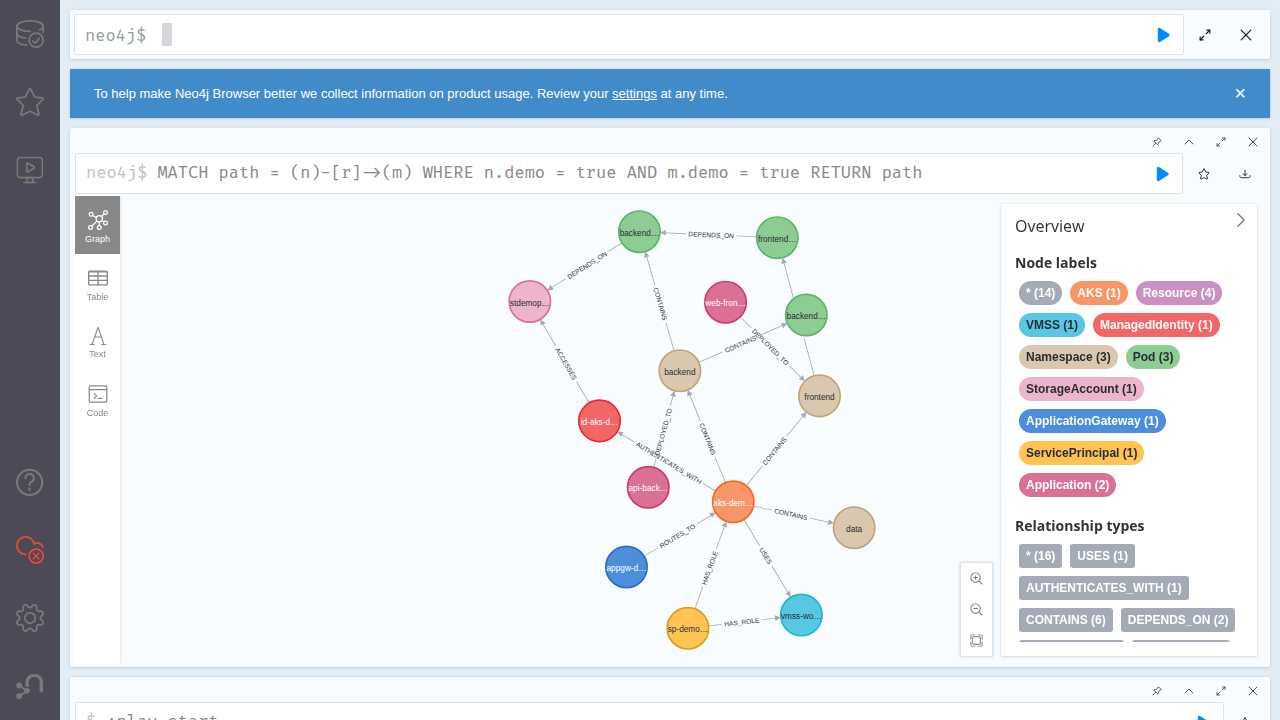 neo4j$
To help make Neo4j Browser better we collect information on product usage. Review your settings at any time.
neo4j$ MATCH path = (n)-[r]->(m) WHERE n.demo = true AND m.demo = true RETURN path
Graph
Table
Text
Code
backend...
DEPENDS_ON
frontend...
DEPENDS_ON
stdemop...
CONTAINS
web-fron...
backend...
DEPLOYED_TO
CONTAINS
ACCESSES
backend
frontend
id-aks-d...
DEPLOYED_TO
CONTAINS
CONTAINS
AUTHENTICATES_WITH
api-back...
aks-dem...
CONTAINS
data
ROUTES_TO
USES
appgw-d...
HAS_ROLE
sp-demo...
HAS_ROLE
vmss-wo...
Overview
Node labels
* (14)
AKS (1)
Resource (4)
VMSS (1)
ManagedIdentity (1)
Namespace (3)
Pod (3)
StorageAccount (1)
ApplicationGateway (1)
ServicePrincipal (1)
Application (2)
Relationship types
* (16)
USES (1)
AUTHENTICATES_WITH (1)
CONTAINS (6)
DEPENDS_ON (2)
$ :play start